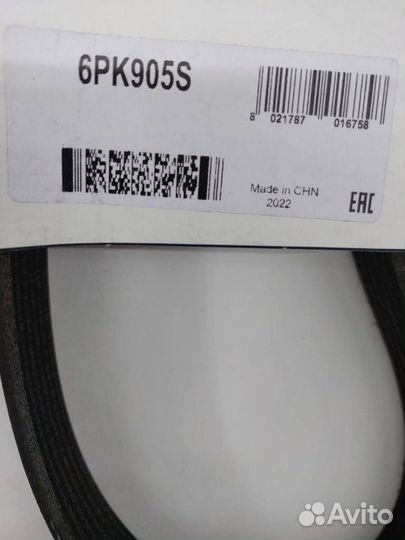 6PK905S
8 021787 016758
Made in CHN
2022
EAC
Avito